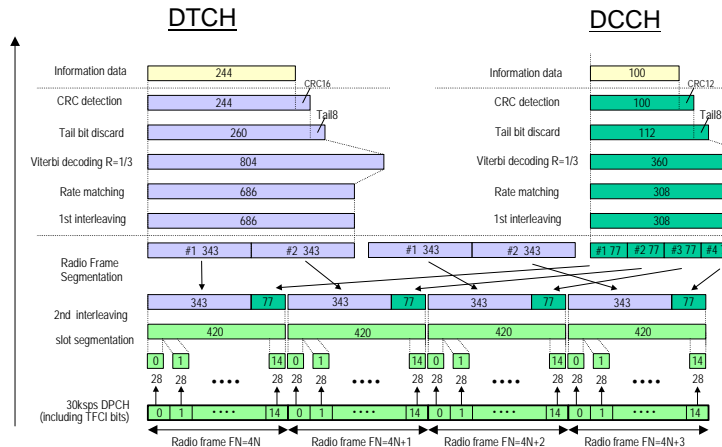 DTCH DCCH
Information data 244 Information data 100
CRC16 CRC12
CRC detection 244 CRC detection 100
Tail8 Tail8
Tail bit discard 260 Tail bit discard 112
Viterbi decoding R=1/3 804 Viterbi decoding R=1/3 360
Rate matching 686 Rate matching 308
1st interleaving 686 1st interleaving 308
#1 343 #2 343 #1 343 #2 343 #1 77 #2 77 #3 77 #4
Radio Frame
Segmentation
343 77 343 77 343 77 343 77
2nd interleaving
slot segmentation 420 420 420 420
0 1 14 0 1 14 0 1 14 0 1 14
28 28 •••• 28 28 28 •••• 28 28 28 •••• 28 28 28 •••• 28
30ksps DPCH
(including TFCI bits)
0 1 •••• 14 0 1 •••• 14 0 1 •••• 14 0 1 •••• 14
Radio frame FN=4N Radio frame FN=4N+1 Radio frame FN=4N+2 Radio frame FN=4N+3